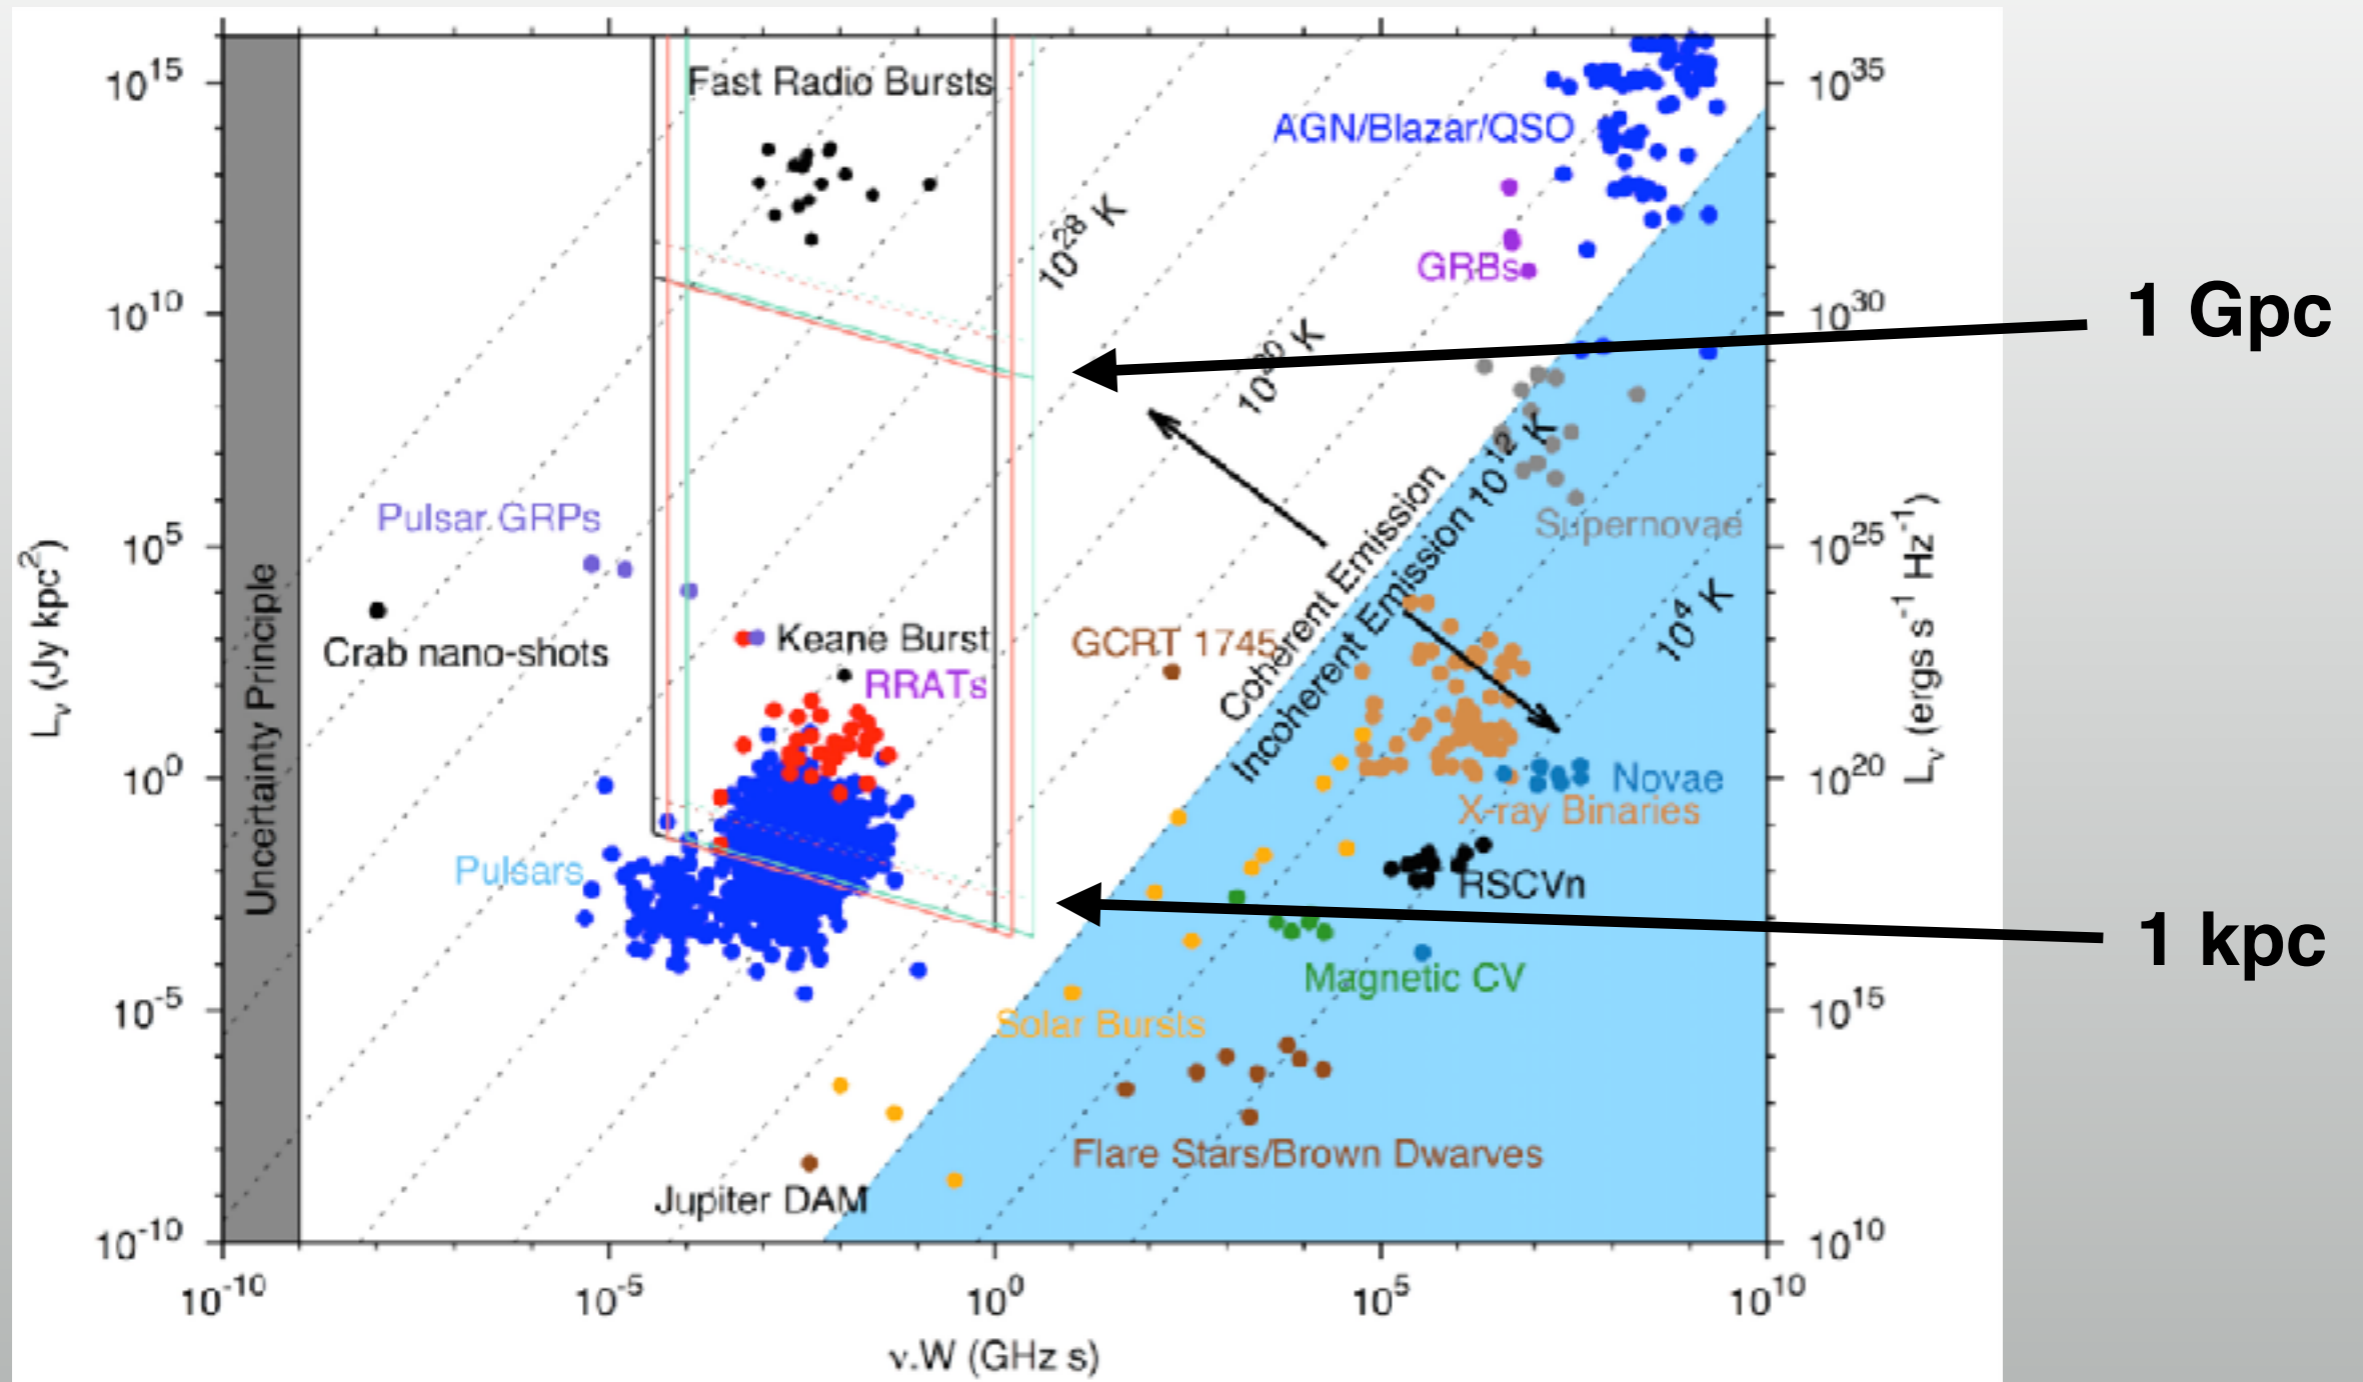 10^15
10^10
10^5
10^0
10^-5
10^-10
L_ν (Jy kpc^2)
Uncertainty Principle
Fast Radio Bursts
AGN/Blazar/QSO
GRBs
10^28 K
10^20 K
10^12 K
10^4 K
Pulsar GRPs
Crab nano-shots
Keane Burst
RRATs
GCRT 1745
Coherent Emission
Incoherent Emission
Supernovae
Novae
X-ray Binaries
RSCVn
Pulsars
Magnetic CV
Solar Bursts
Flare Stars/Brown Dwarves
Jupiter DAM
10^35
10^30
10^25
10^20
10^15
10^10
L_ν (ergs s^-1 Hz^-1)
1 Gpc
1 kpc
10^-10
10^-5
10^0
10^5
10^10
ν.W (GHz s)